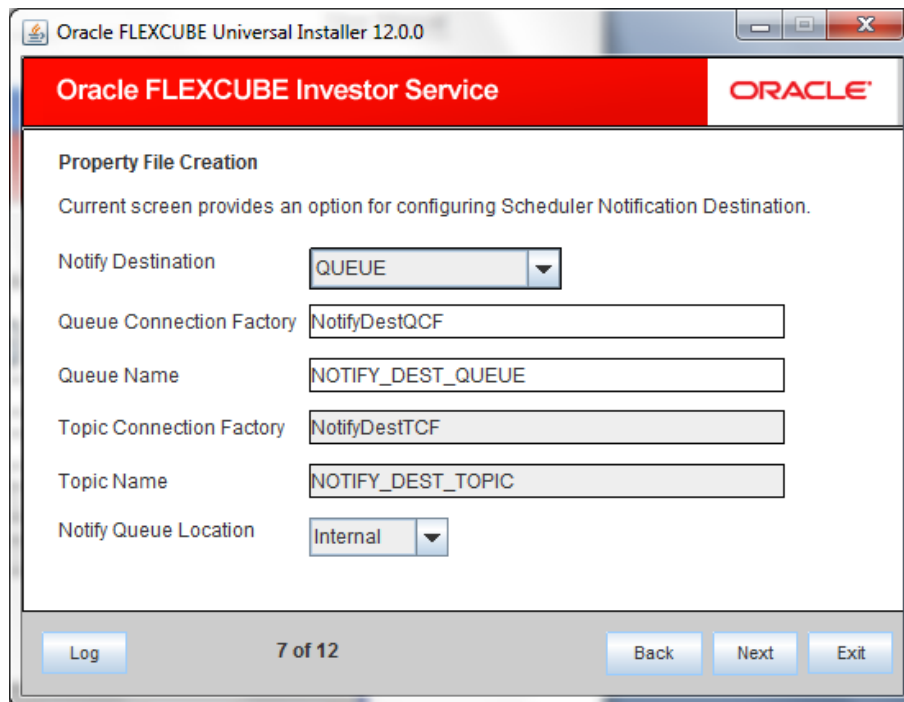 Oracle FLEXCUBE Universal Installer 12.0.0
Oracle FLEXCUBE Investor Service ORACLE
Property File Creation
Current screen provides an option for configuring Scheduler Notification Destination.
Notify Destination QUEUE
Queue Connection Factory NotifyDestQCF
Queue Name NOTIFY_DEST_QUEUE
Topic Connection Factory NotifyDestTCF
Topic Name NOTIFY_DEST_TOPIC
Notify Queue Location Internal
Log 7 of 12 Back Next Exit